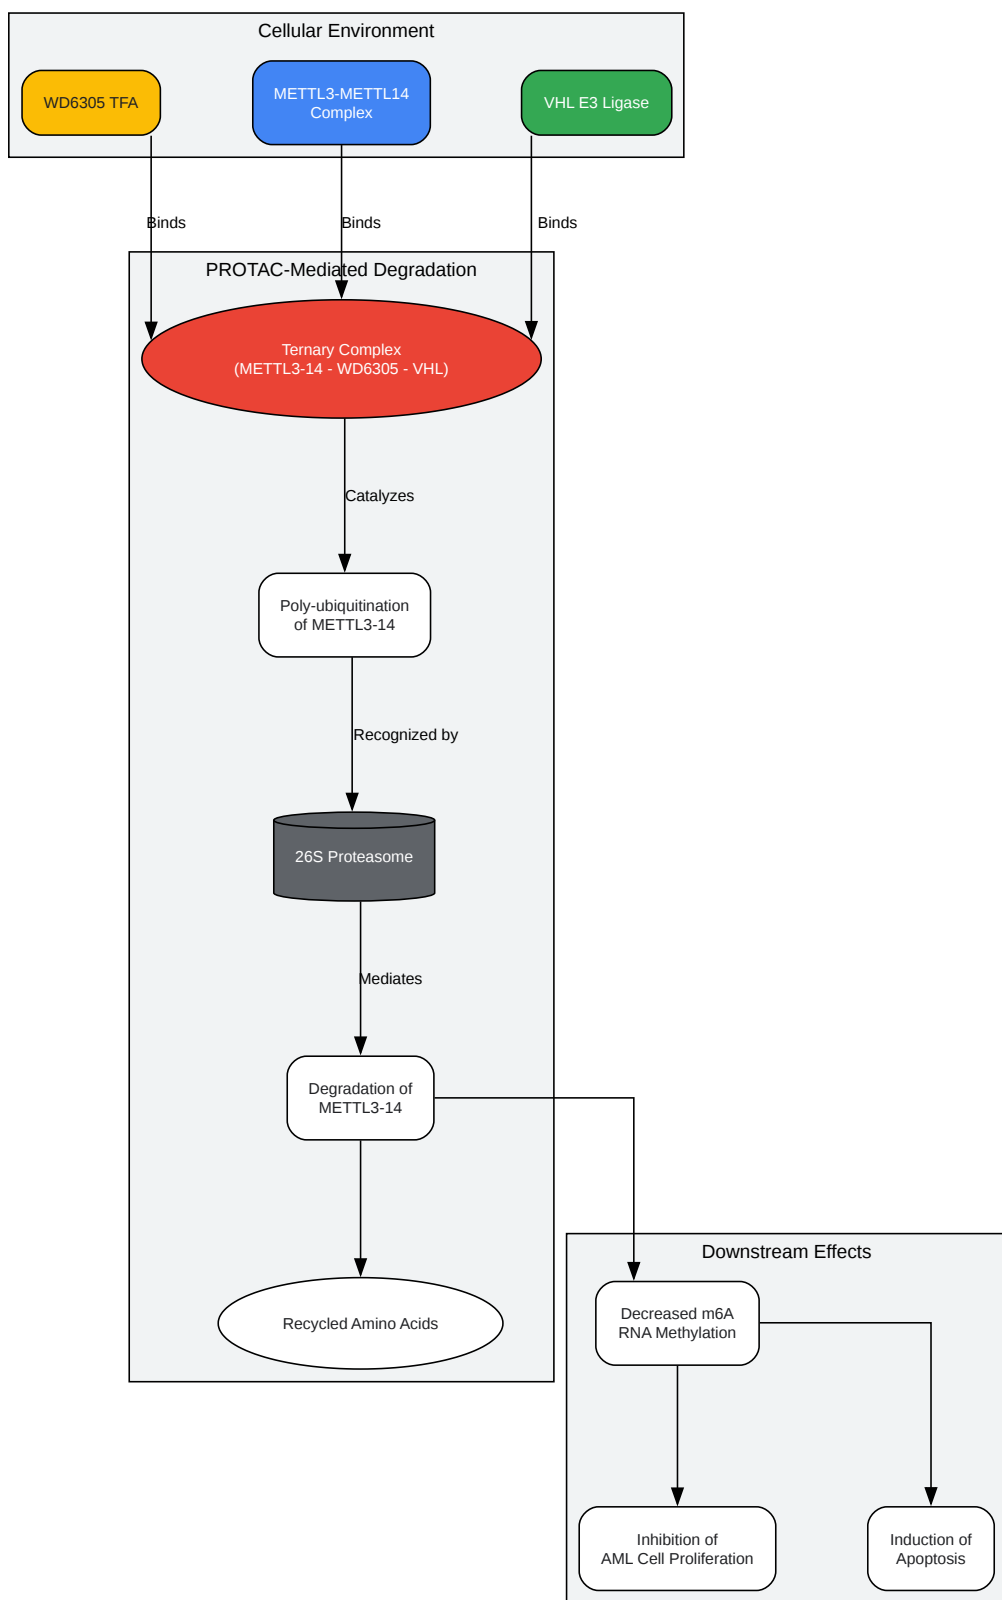 Cellular Environment
WD6305 TFA
METTL3-METTL14
Complex
VHL E3 Ligase
Binds
Binds
Binds
PROTAC-Mediated Degradation
Ternary Complex
(METTL3-14 - WD6305 - VHL)
Catalyzes
Poly-ubiquitination
of METTL3-14
Recognized by
26S Proteasome
Mediates
Degradation of
METTL3-14
Recycled Amino Acids
Downstream Effects
Decreased m6A
RNA Methylation
Inhibition of
AML Cell Proliferation
Induction of
Apoptosis